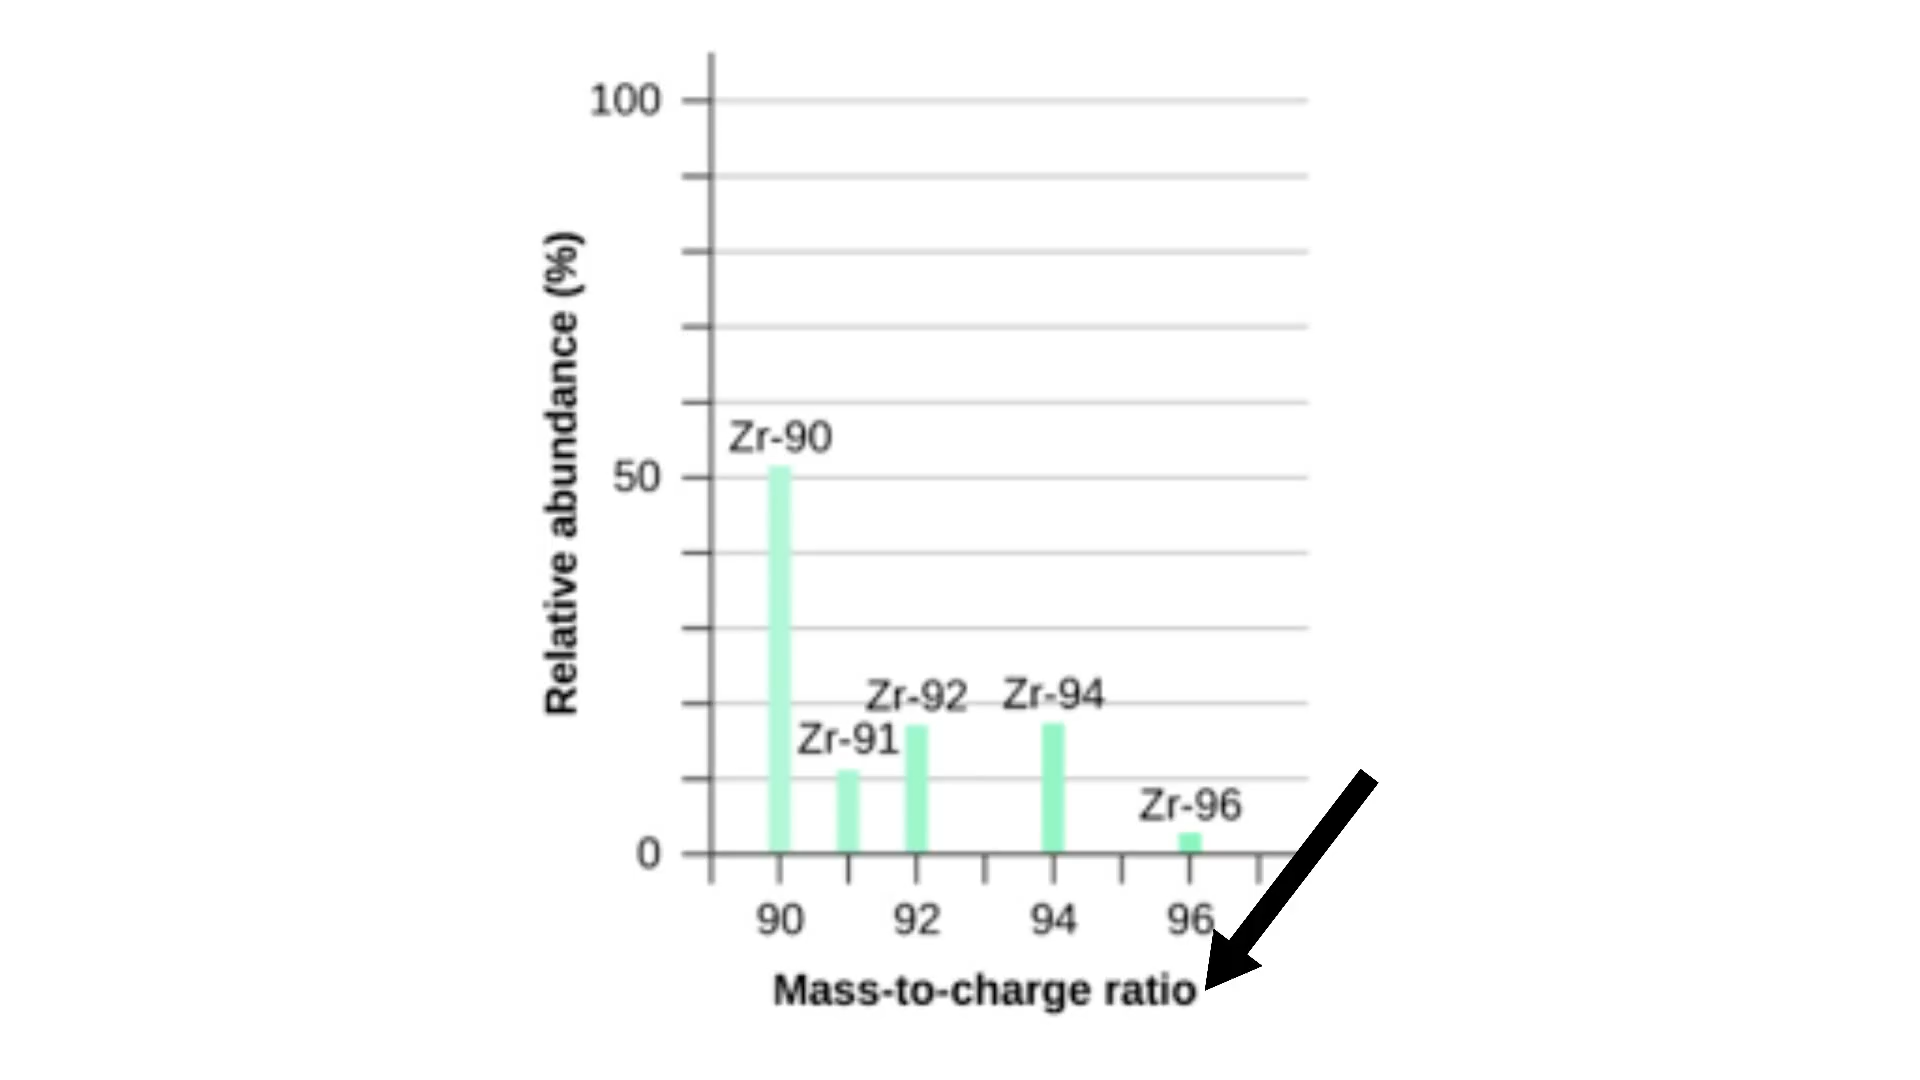 100
Relative abundance (%)
Zr-90
50
Zr-92 Zr-94
Zr-91
Zr-96
0
90 92 94 96
Mass-to-charge ratio